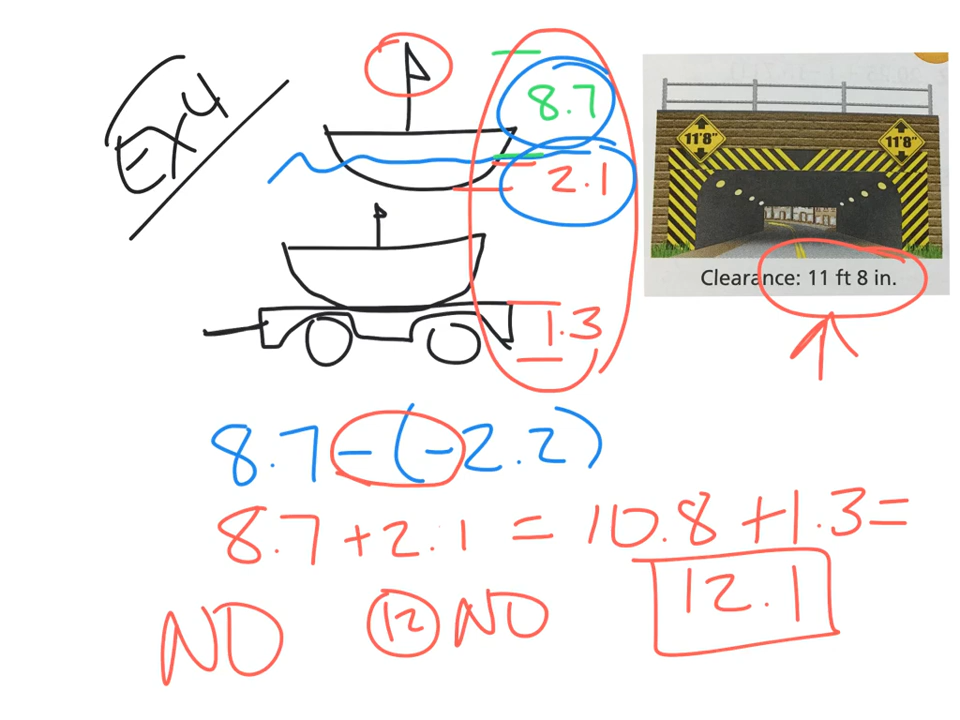 EX4
8.7
2.1
1.3
11'8" 11'8"
Clearance: 11 ft 8 in.
8.7 - (-2.2)
8.7 + 2.1 = 10.8 + 1.3 =
12.1
NO 12 NO